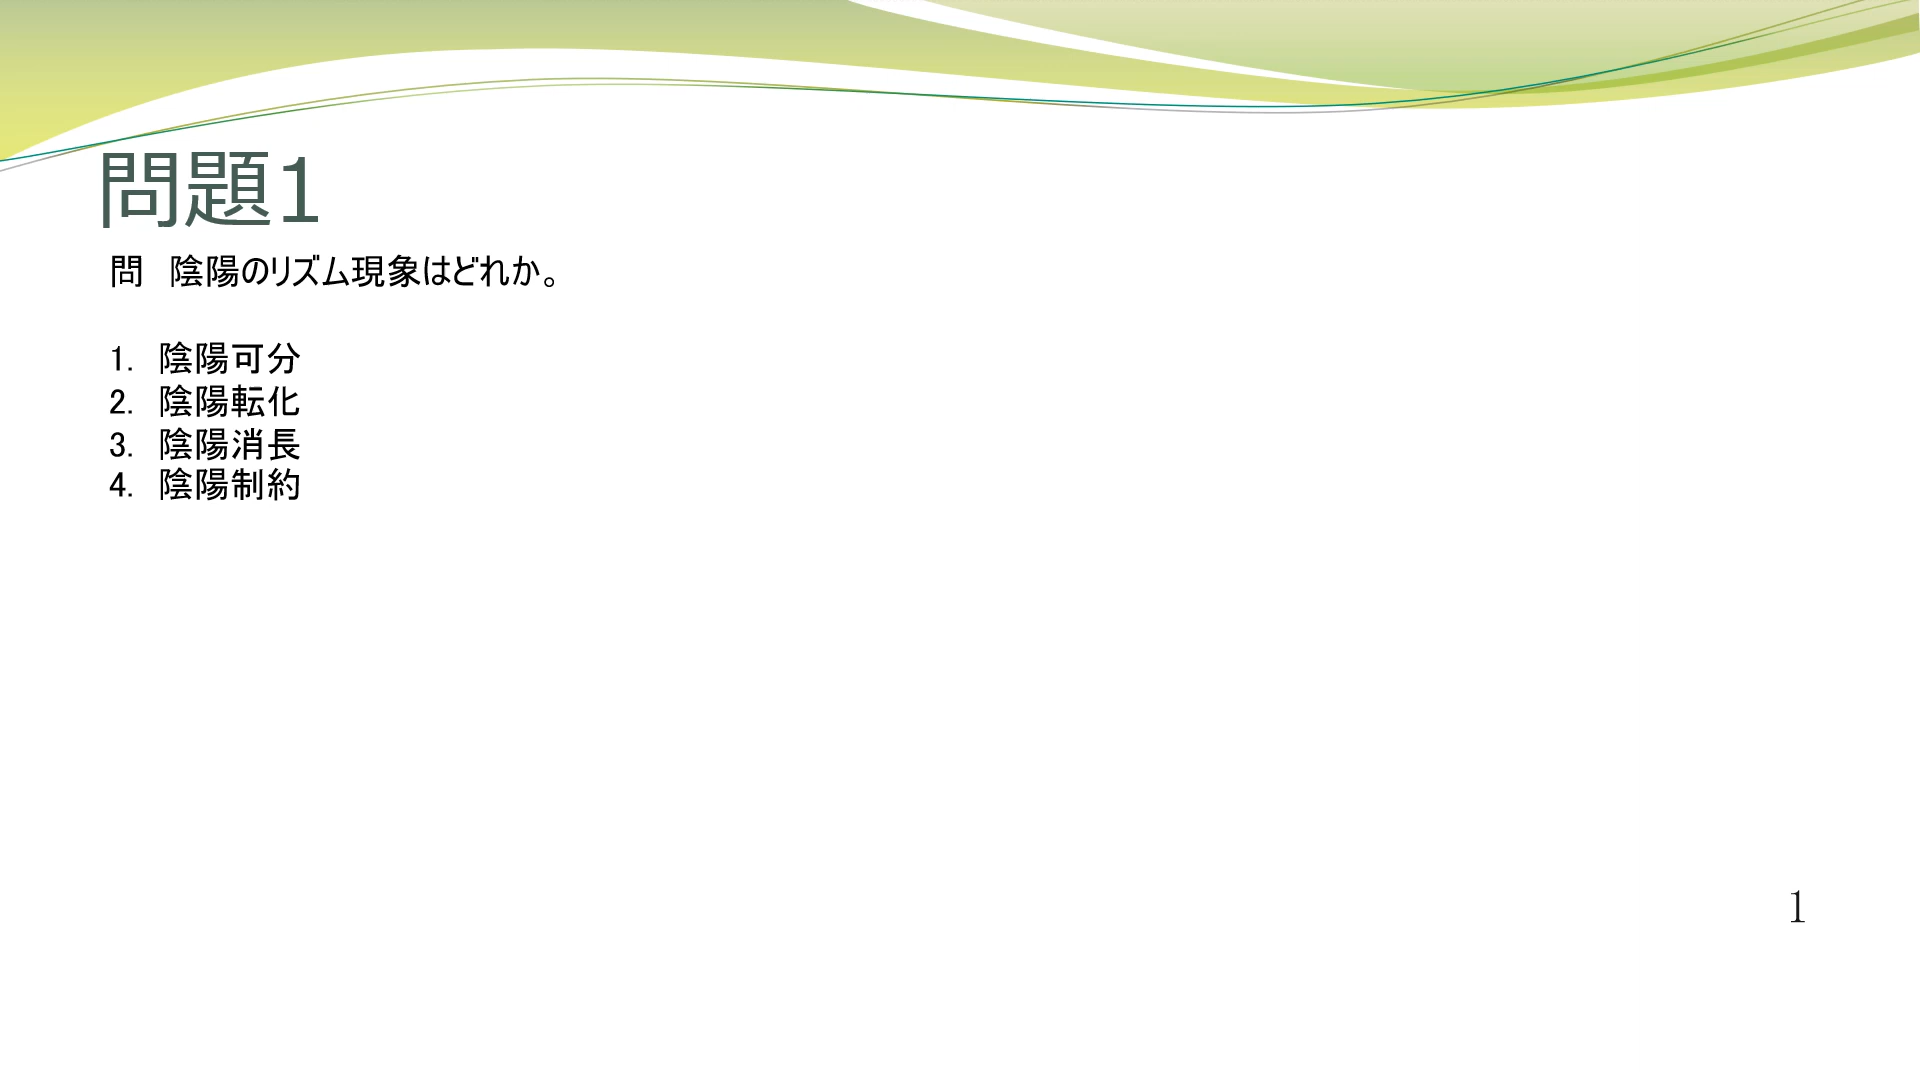 問題1
問　陰陽のリズム現象はどれか。
1. 陰陽可分
2. 陰陽転化
3. 陰陽消長
4. 陰陽制約
1